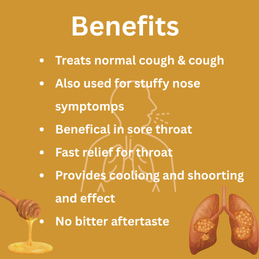 Benefits
• Treats normal cough & cough
• Also used for stuffy nose
symptomps
• Benefical in sore throat
• Fast relief for throat
• Provides cooliong and shoorting
and effect
• No bitter aftertaste